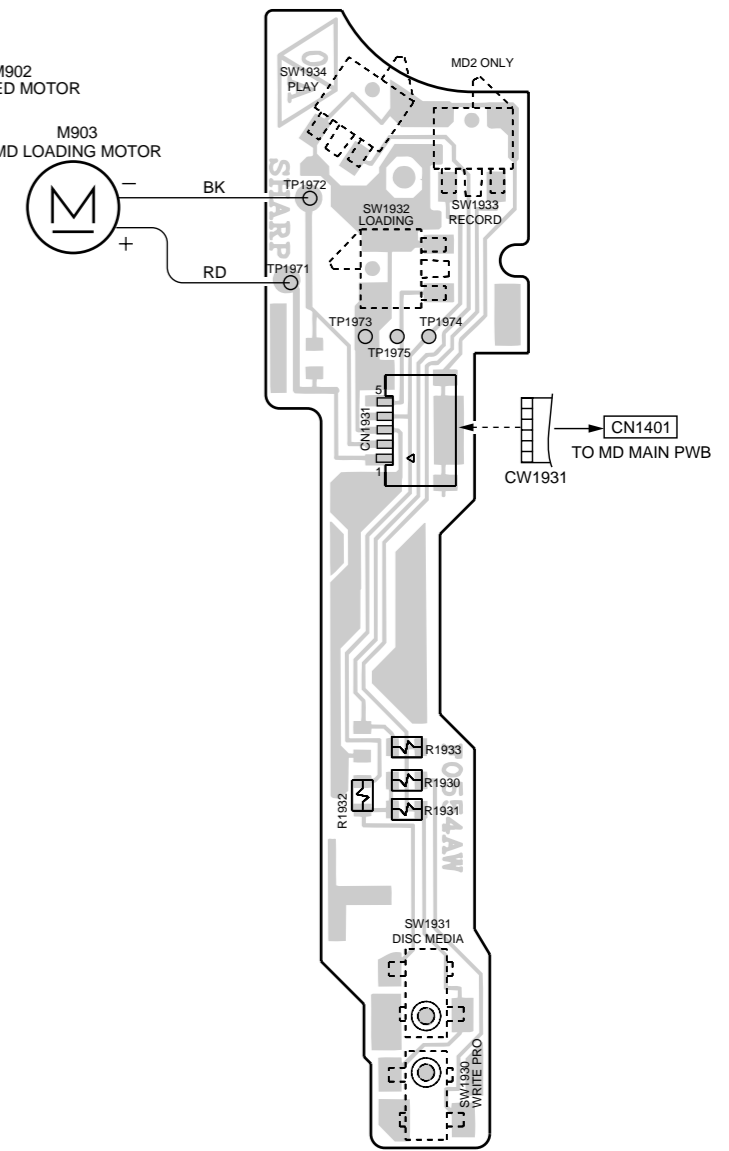 M902
ED MOTOR
M903
MD LOADING MOTOR
M
−
+
BK
RD
SW1934
PLAY
MD2 ONLY
SHARP
TP1972
SW1932
LOADING
SW1933
RECORD
TP1971
TP1973
TP1975
TP1974
5
CN1931
1
CN1401
TO MD MAIN PWB
CW1931
R1933
R1930
R1932
R1931
SW1931
DISC MEDIA
SW1930
WRITE PRO